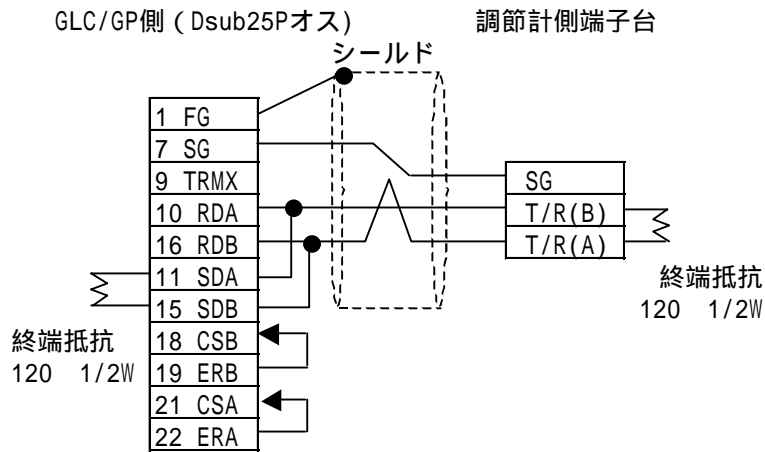 GLC/GP側 ( Dsub25Pオス) 調節計側端子台
シールド
1 FG
7 SG
9 TRMX
10 RDA
16 RDB
11 SDA
15 SDB
18 CSB
19 ERB
21 CSA
22 ERA
SG
T/R(B)
T/R(A)
終端抵抗
120 1/2W
終端抵抗
120 1/2W